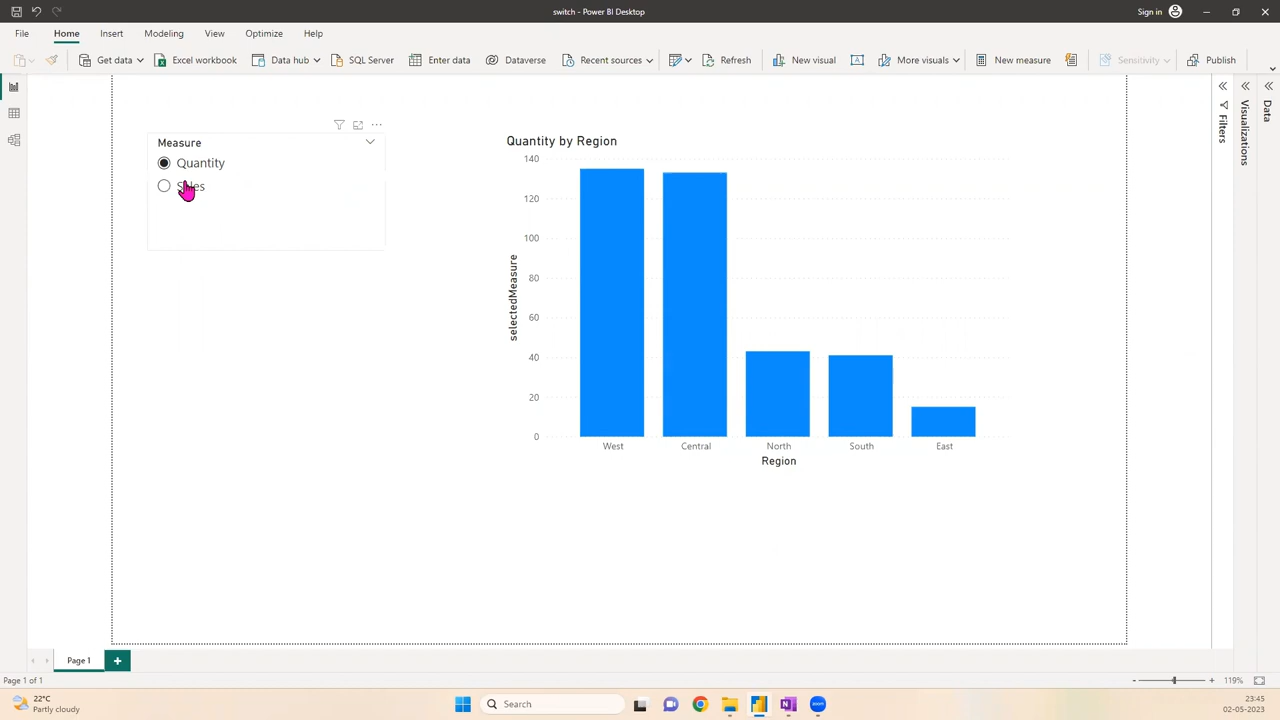 switch - Power BI Desktop
Sign in
File Home Insert Modeling View Optimize Help
Get data Excel workbook Data hub SQL Server Enter data Dataverse Recent sources Refresh New visual More visuals New measure Sensitivity Publish
Measure
Quantity
Sales
Quantity by Region
140
120
100
80
60
40
20
0
selectedMeasure
West Central North South East
Region
Filters
Visualizations
Data
Page 1
Page 1 of 1
- + 119%
22°C
Partly cloudy
Search
23:45
02-05-2023